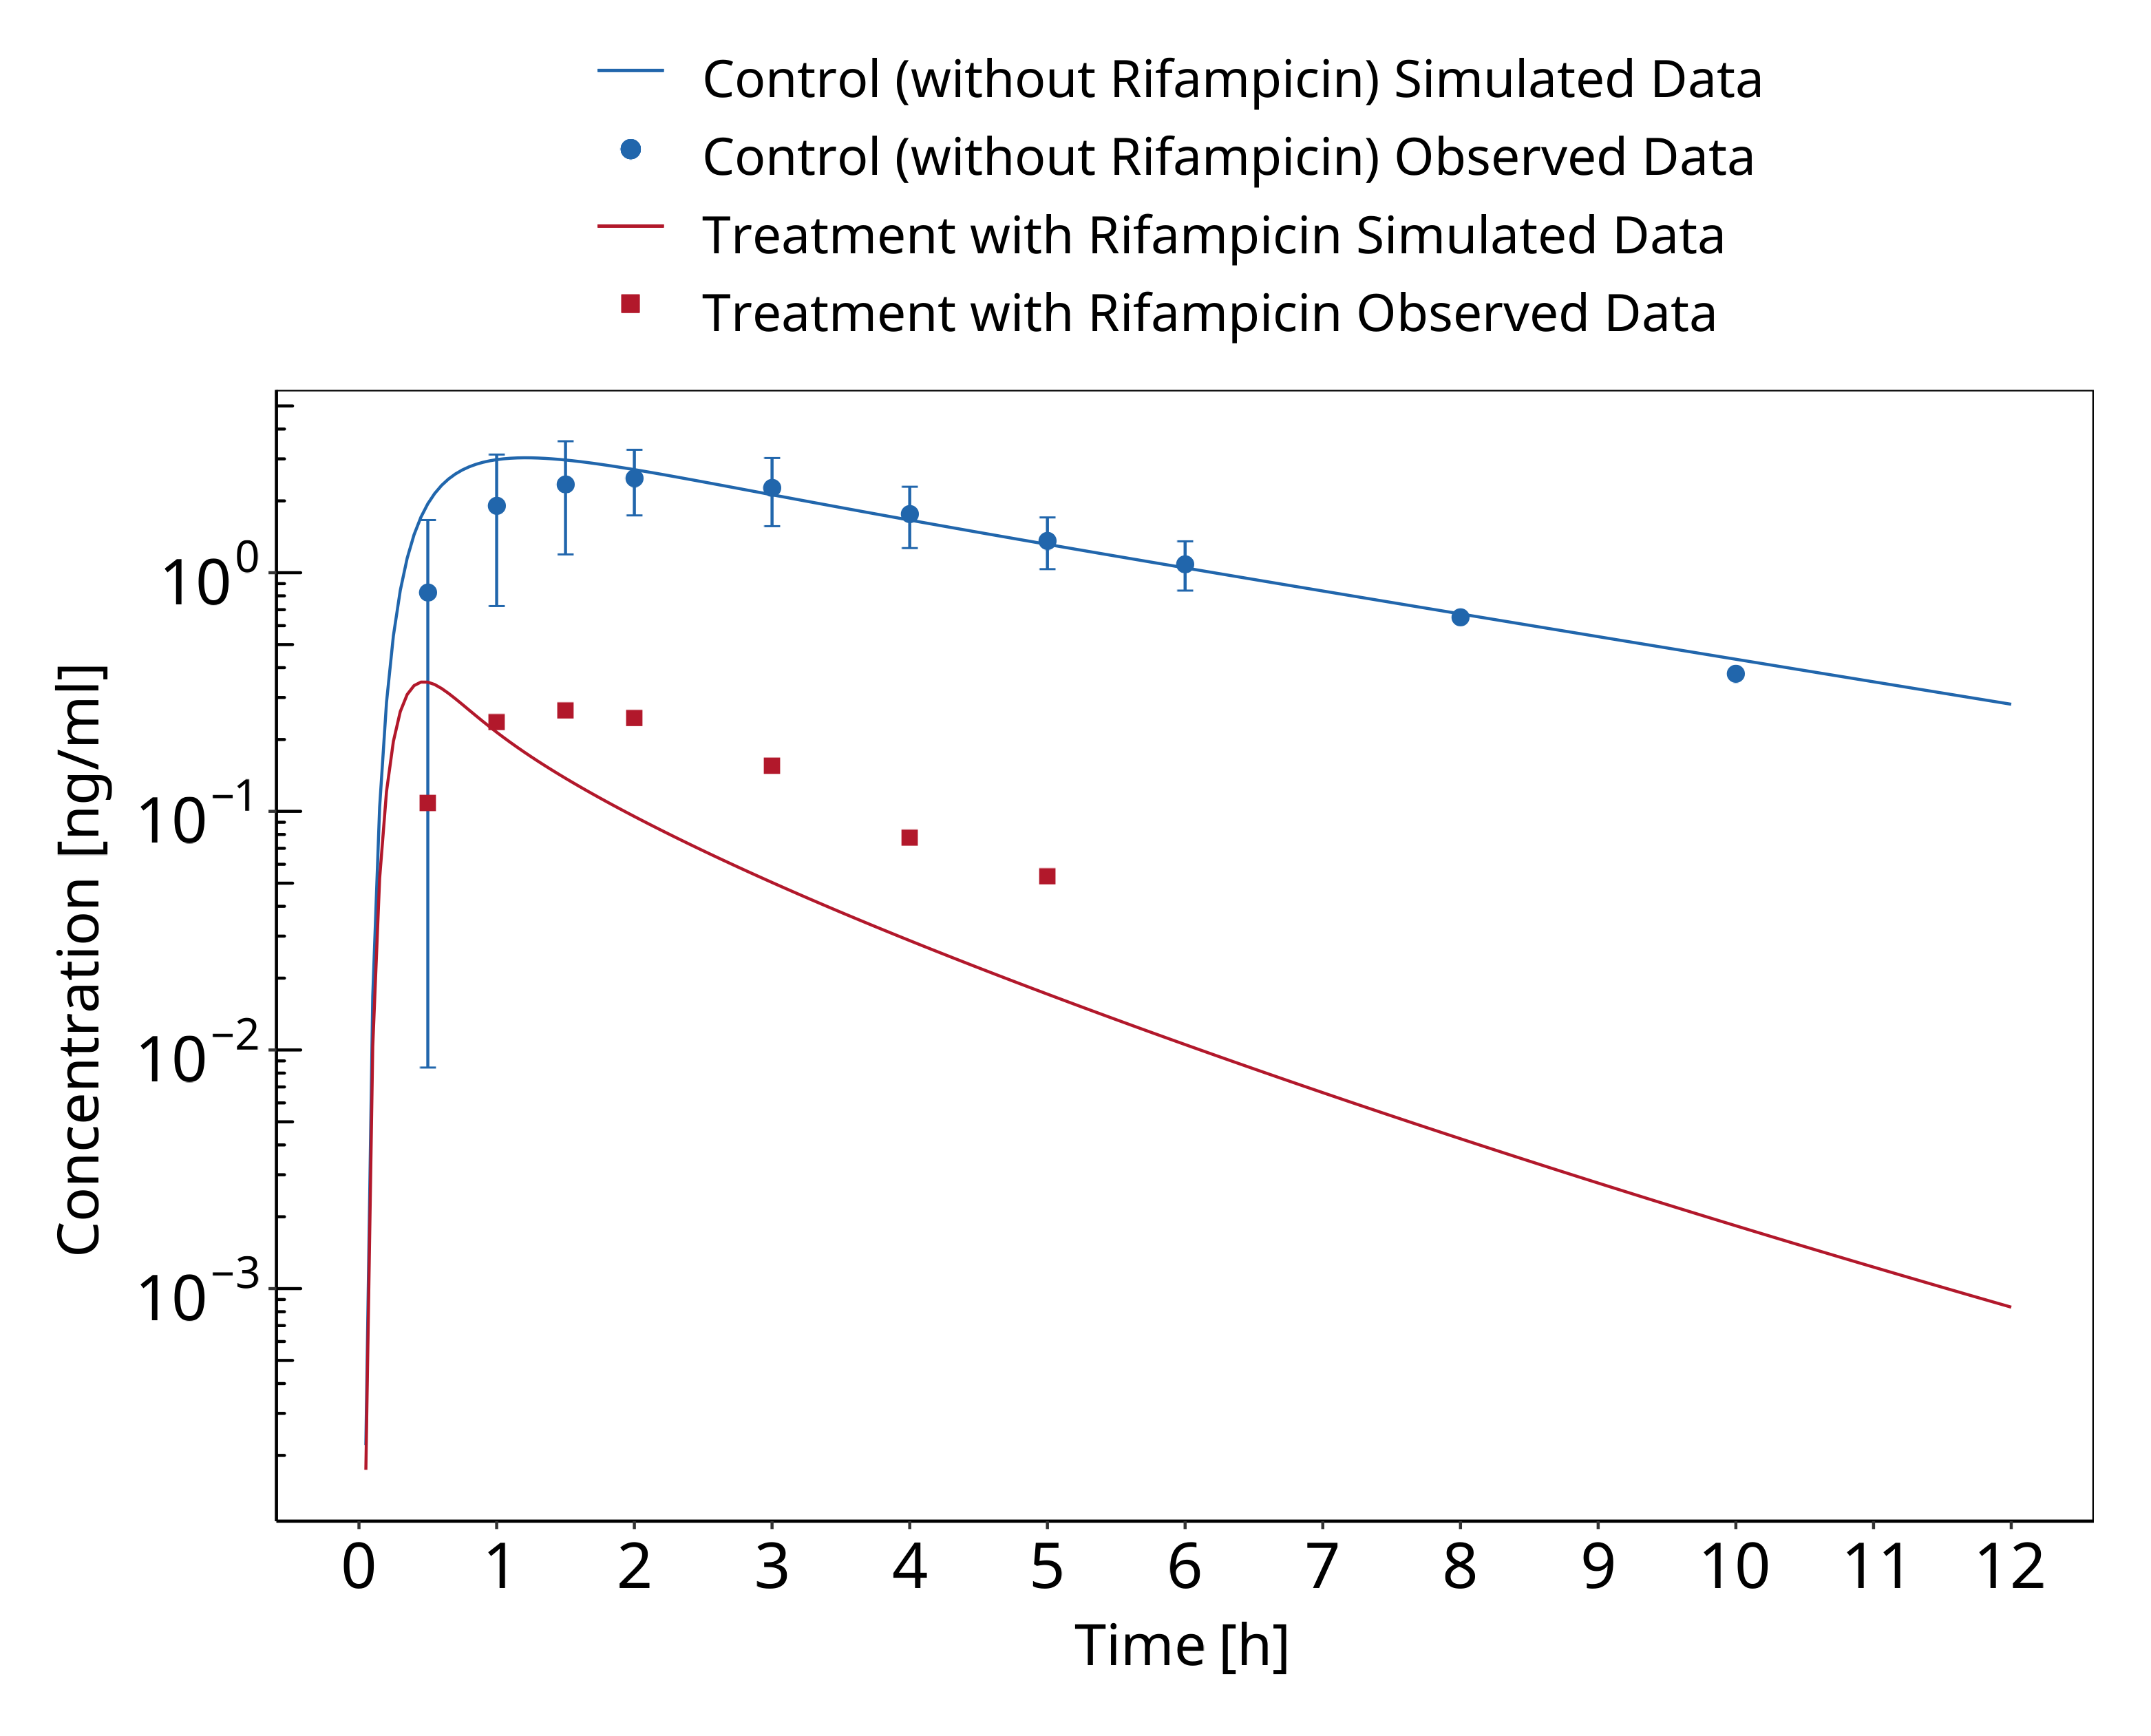 Control (without Rifampicin) Simulated Data
Control (without Rifampicin) Observed Data
Treatment with Rifampicin Simulated Data
Treatment with Rifampicin Observed Data
Concentration [ng/ml]
10⁰
10⁻¹
10⁻²
10⁻³
0 1 2 3 4 5 6 7 8 9 10 11 12
Time [h]